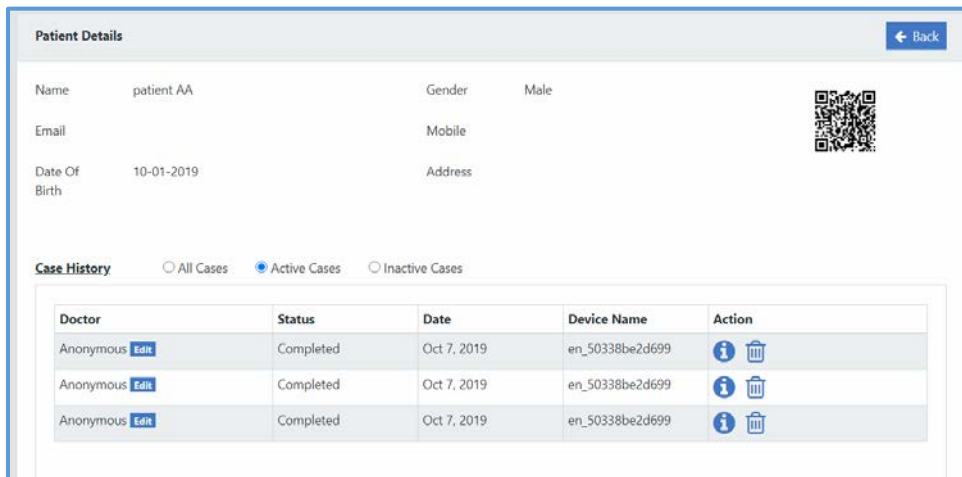 Patient Details
Back
Name patient AA Gender Male
Email Mobile
Date Of Birth 10-01-2019 Address
Case History All Cases Active Cases Inactive Cases
Doctor Status Date Device Name Action
Anonymous Edit Completed Oct 7, 2019 en_50338be2d699
Anonymous Edit Completed Oct 7, 2019 en_50338be2d699
Anonymous Edit Completed Oct 7, 2019 en_50338be2d699